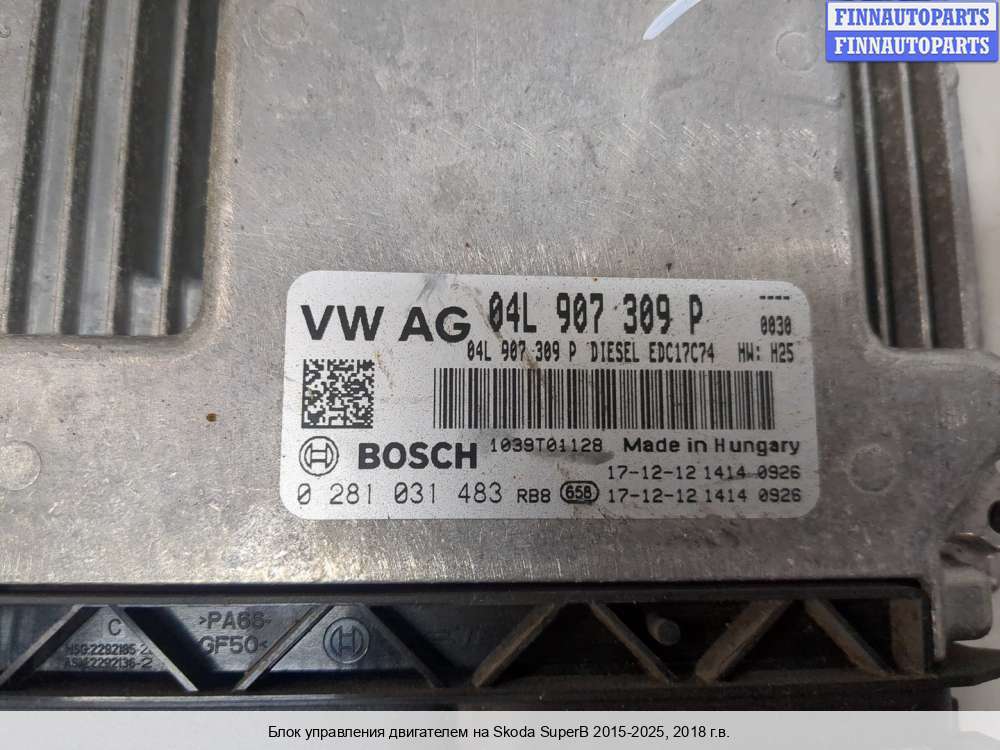 FINNAUTOPARTS
FINNAUTOPARTS
VW AG 04L 907 309 P
----
0030
04L 907 309 P DIESEL EDC17C74 HW: H25
BOSCH 1039T01128 Made in Hungary
17-12-12 1414 0926
0 281 031 483 RB8 658 17-12-12 1414 0926
C
>PA66-
GF50<
2292136-2
Блок управления двигателем на Skoda SuperB 2015-2025, 2018 г.в.